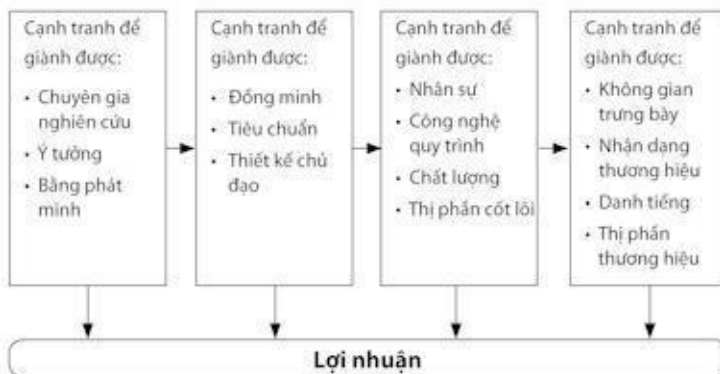 Cạnh tranh để
giành được:
• Chuyên gia
nghiên cứu
• Ý tưởng
• Bằng phát
minh
Cạnh tranh để
giành được:
• Đồng minh
• Tiêu chuẩn
• Thiết kế chủ
đạo
Cạnh tranh để
giành được:
• Nhân sự
• Công nghệ
quy trình
• Chất lượng
• Thị phần cốt lõi
Cạnh tranh để
giành được:
• Không gian
trưng bày
• Nhận dạng
thương hiệu
• Danh tiếng
• Thị phần
thương hiệu
Lợi nhuận